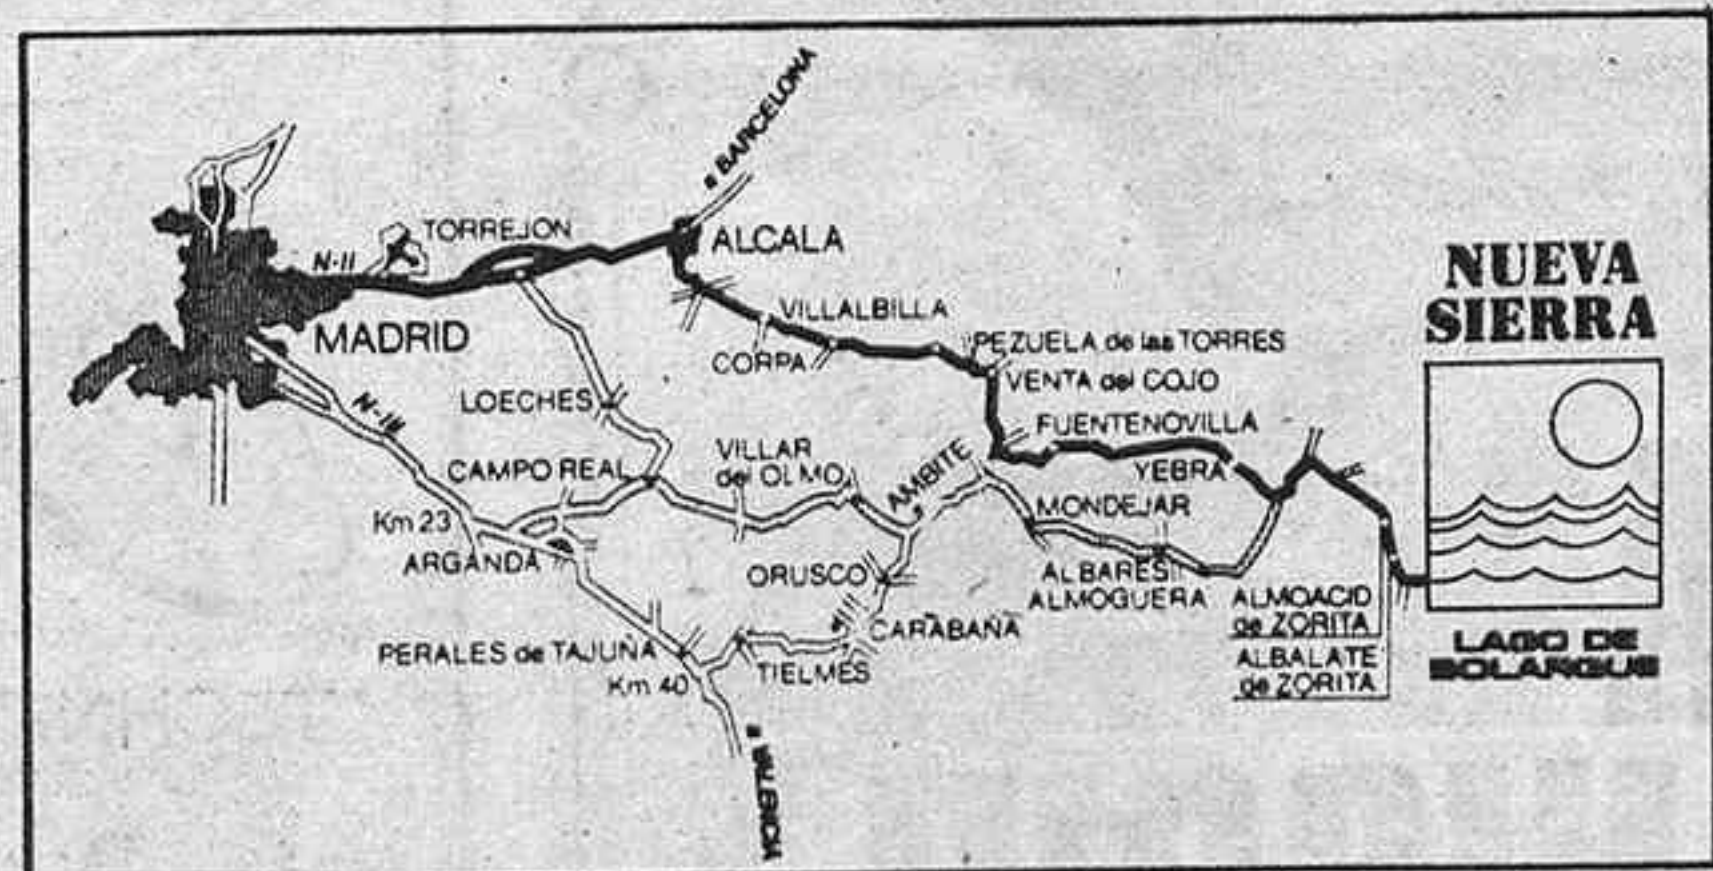 a BARCELONA
TORREJON
N-II
ALCALA
MADRID
VILLALBILLA
CORPA
PEZUELA de las TORRES
VENTA del COJO
NUEVA
SIERRA
LOECHES
N-III
FUENTENOVILLA
CAMPO REAL
VILLAR
del OLMO
AMBITE
YEBRA
MONDEJAR
Km 23
ARGANDA
ORUSCO
ALBARES
ALMOGUERA
ALMOACID
de ZORITA
CARABAÑA
PERALES de TAJUÑA
TIELMES
Km 40
ALBALATE
de ZORITA
LAGO DE
BOLARQUE
a VALENCIA